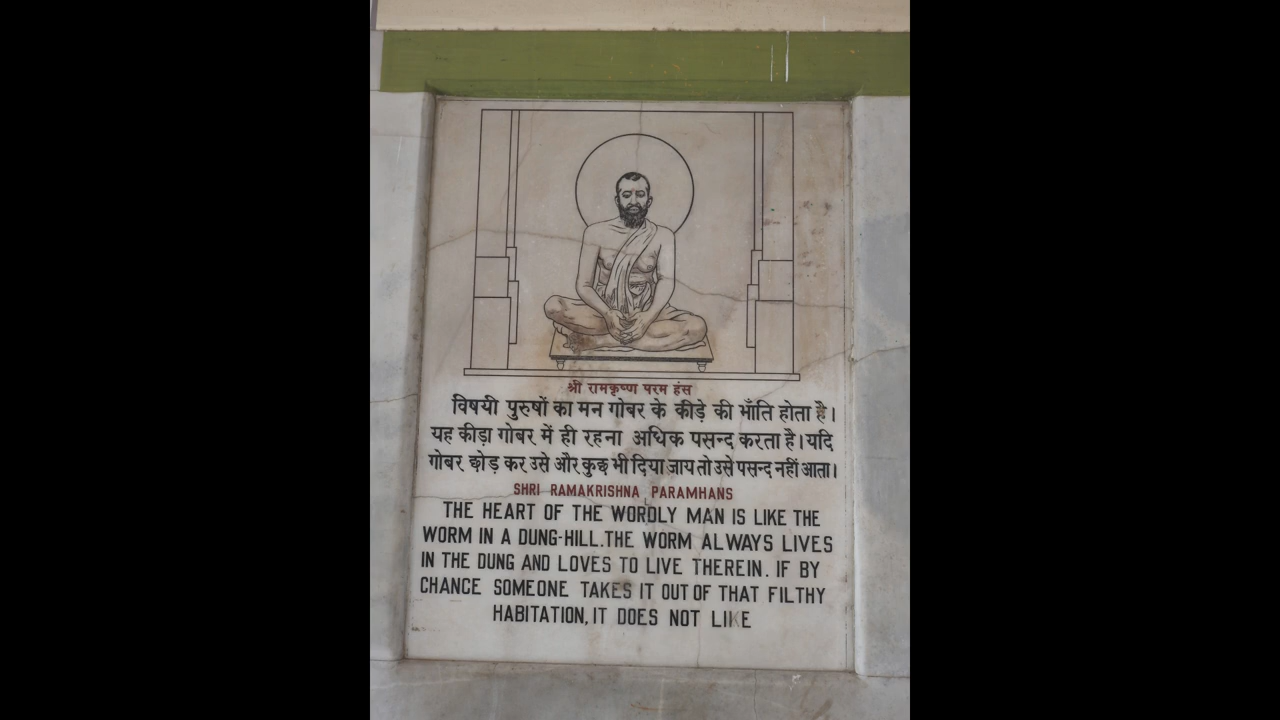 श्री रामकृष्ण परम हंस
विषयी पुरुषों का मन गोबर के कीड़े की भाँति होता है।
यह कीड़ा गोबर में ही रहना अधिक पसन्द करता है। यदि
गोबर छोड़ कर उसे और कुछ भी दिया जाय तो उसे पसन्द नहीं आता।
SHRI RAMAKRISHNA PARAMHANS
THE HEART OF THE WORDLY MAN IS LIKE THE
WORM IN A DUNG-HILL.THE WORM ALWAYS LIVES
IN THE DUNG AND LOVES TO LIVE THEREIN. IF BY
CHANCE SOMEONE TAKES IT OUT OF THAT FILTHY
HABITATION, IT DOES NOT LIKE